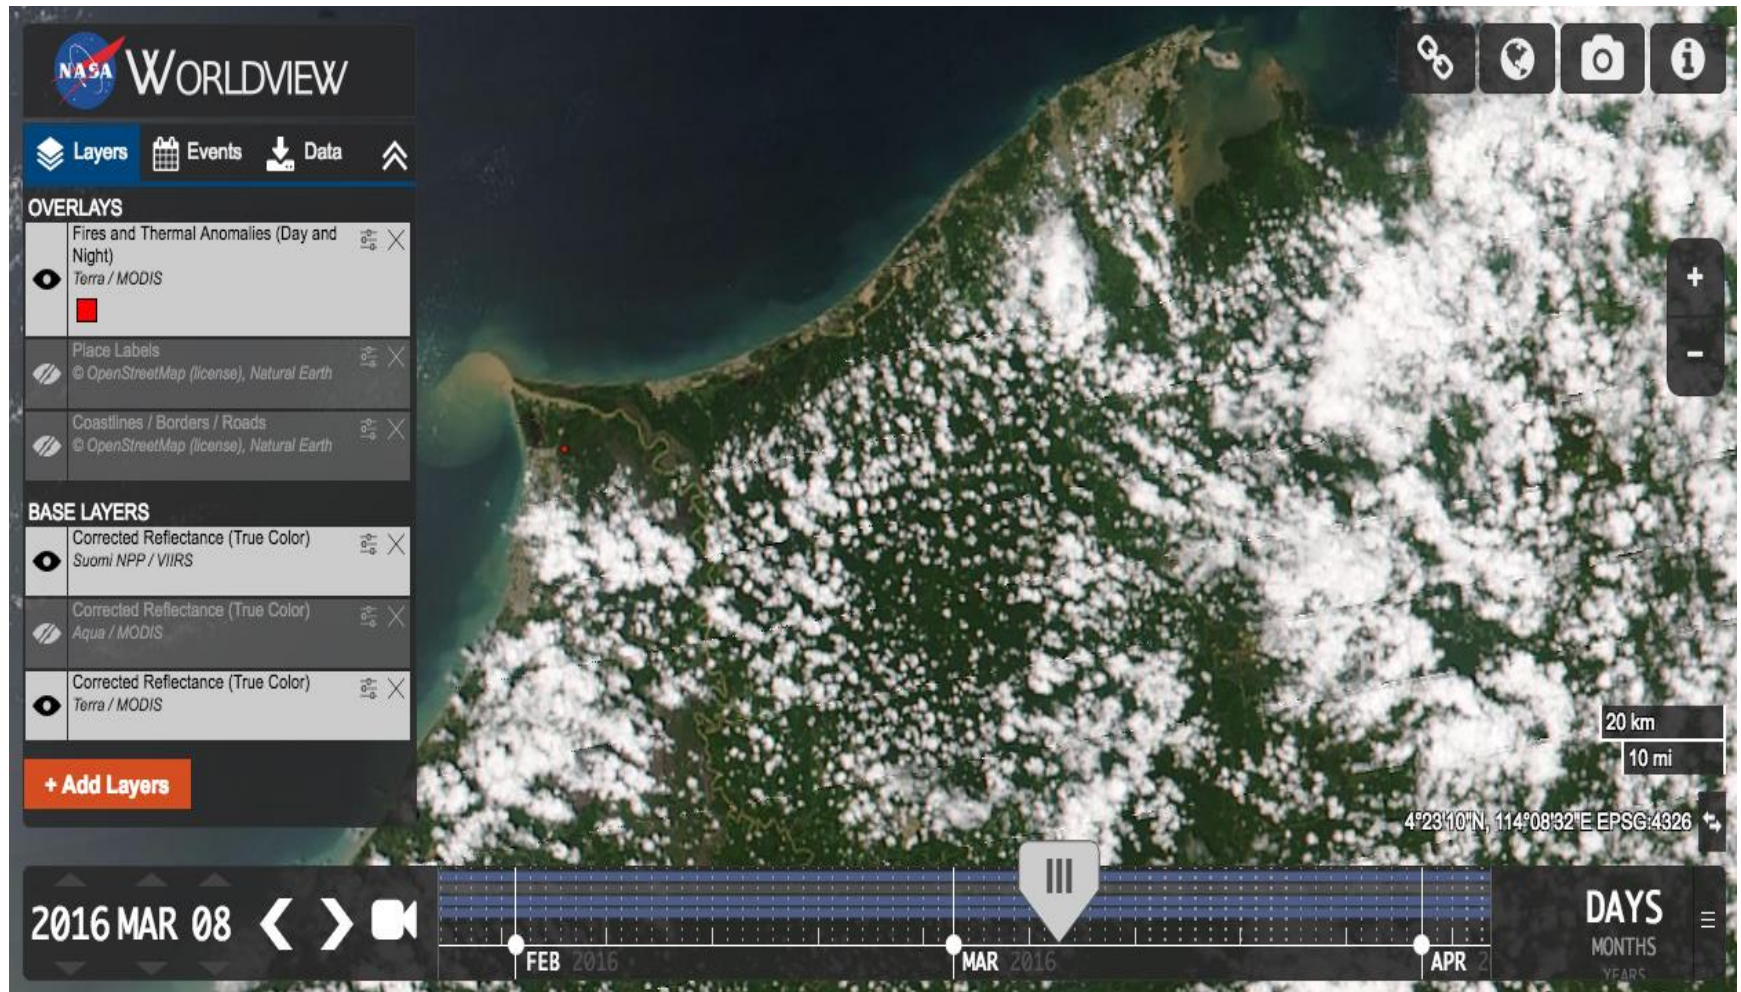 NASA WORLDVIEW
Layers Events Data
OVERLAYS
Fires and Thermal Anomalies (Day and
Night)
Terra / MODIS
Place Labels
© OpenStreetMap (license), Natural Earth
Coastlines / Borders / Roads
© OpenStreetMap (license), Natural Earth
BASE LAYERS
Corrected Reflectance (True Color)
Suomi NPP / VIIRS
Corrected Reflectance (True Color)
Aqua / MODIS
Corrected Reflectance (True Color)
Terra / MODIS
+ Add Layers
20 km
10 mi
4°23'10"N, 114°08'32"E EPSG:4326
2016 MAR 08
FEB 2016
MAR 2016
APR 2
DAYS
MONTHS
YEARS